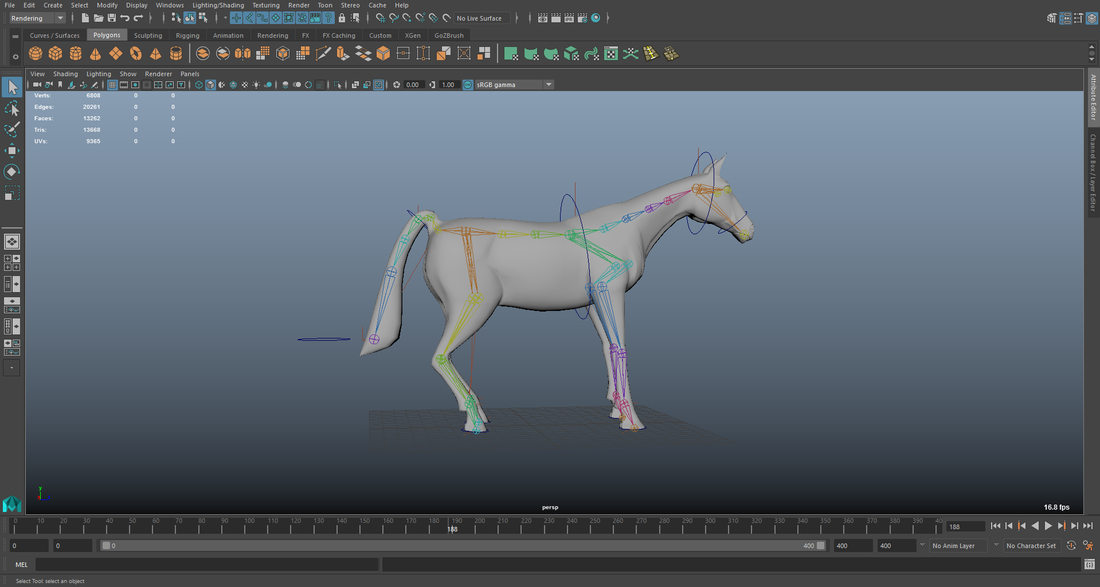 File Edit Create Select Modify Display Windows Lighting/Shading Texturing Render Toon Stereo Cache Help
Rendering No Live Surface
Curves / Surfaces Polygons Sculpting Rigging Animation Rendering FX FX Caching Custom XGen GoZBrush
View Shading Lighting Show Renderer Panels
0.00 1.00 sRGB gamma
Verts: 6808 0 0
Edges: 20261 0 0
Faces: 13262 0 0
Tris: 13668 0 0
UVs: 9365 0 0
Attribute Editor
Channel Box / Layer Editor
persp
16.8 fps
0 10 20 30 40 50 60 70 80 90 100 110 120 130 140 150 160 170 180 190 200 210 220 230 240 250 260 270 280 290 300 310 320 330 340 350 360 370 380 390 40
188 188
0 0 0 400 400 400 No Anim Layer No Character Set
MEL
Select Tool: select an object